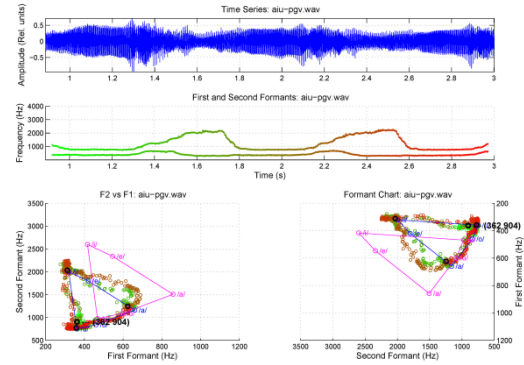 Time Series: aiu-pgv.wav
Amplitude (Rel. units)
0.5
0
1 1.2 1.4 1.6 1.8 2 2.2 2.4 2.6 2.8 3
First and Second Formants: aiu-pgv.wav
Frequency (Hz)
4000
3000
2000
1000
1 1.2 1.4 1.6 1.8 2 2.2 2.4 2.6 2.8 3
Time (s)
F2 vs F1: aiu-pgv.wav
Second Formant (Hz)
3500
3000
2500
2000
1500
1000
500
/i/
/e/
/a/
/a/
(362 904)
200 400 600 800 1000 1200
First Formant (Hz)
Formant Chart: aiu-pgv.wav
200
400
600
800
1000
1200
First Formant (Hz)
/i/
/e/
/e/
(362 904)
/o/
/a/
/a/
3500 2500 2000 1500 1000 500
Second Formant (Hz)